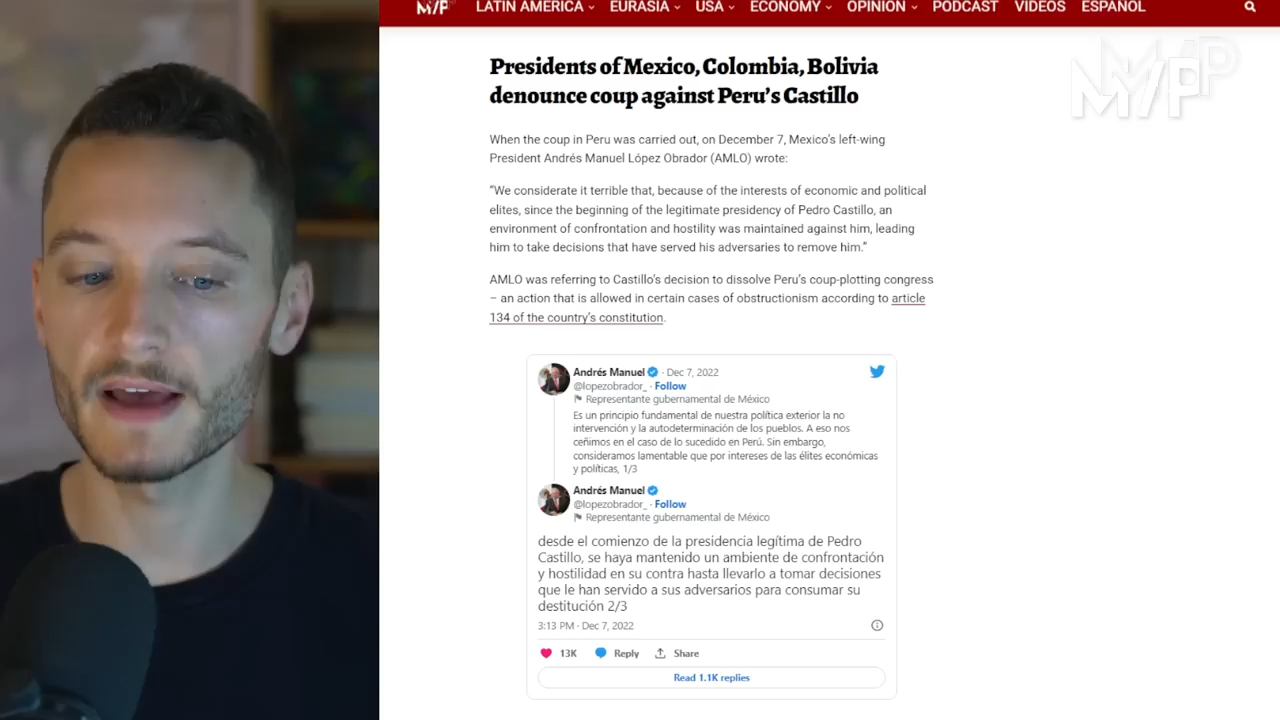 M/P LATIN AMERICA EURASIA USA ECONOMY OPINION PODCAST VIDEOS ESPAÑOL
M/P
Presidents of Mexico, Colombia, Bolivia
denounce coup against Peru's Castillo
When the coup in Peru was carried out, on December 7, Mexico's left-wing
President Andrés Manuel López Obrador (AMLO) wrote:
“We considerate it terrible that, because of the interests of economic and political
elites, since the beginning of the legitimate presidency of Pedro Castillo, an
environment of confrontation and hostility was maintained against him, leading
him to take decisions that have served his adversaries to remove him.”
AMLO was referring to Castillo's decision to dissolve Peru's coup-plotting congress
– an action that is allowed in certain cases of obstructionism according to article
134 of the country's constitution.
Andrés Manuel · Dec 7, 2022
@lopezobrador_ · Follow
Representante gubernamental de México
Es un principio fundamental de nuestra política exterior la no
intervención y la autodeterminación de los pueblos. A eso nos
ceñimos en el caso de lo sucedido en Perú. Sin embargo,
consideramos lamentable que por intereses de las élites económicas
y políticas, 1/3
Andrés Manuel
@lopezobrador_ · Follow
Representante gubernamental de México
desde el comienzo de la presidencia legítima de Pedro
Castillo, se haya mantenido un ambiente de confrontación
y hostilidad en su contra hasta llevarlo a tomar decisiones
que le han servido a sus adversarios para consumar su
destitución 2/3
3:13 PM · Dec 7, 2022
13K Reply Share
Read 1.1K replies